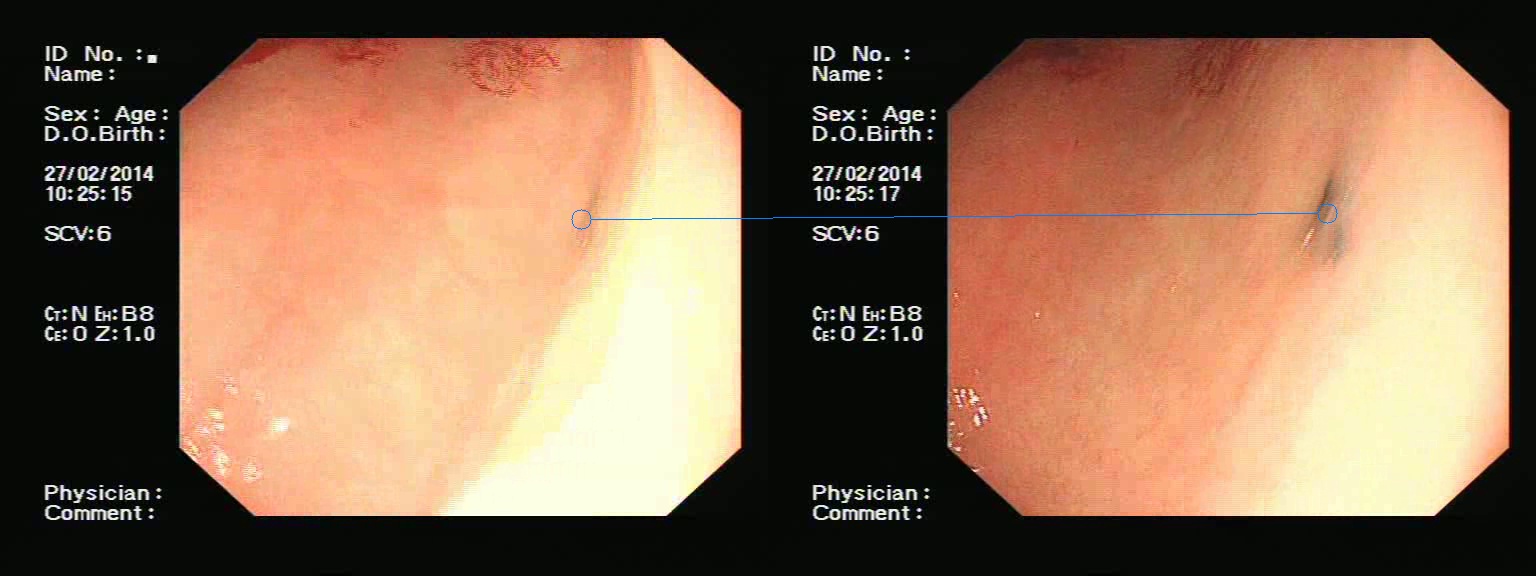 ID No. :
Name:
Sex: Age:
D.O.Birth:
27/02/2014
10:25:15
SCV:6
CT:N EH:B8
CE:0 Z:1.0
Physician:
Comment:
ID No. :
Name:
Sex: Age:
D.O.Birth:
27/02/2014
10:25:17
SCV:6
CT:N EH:B8
CE:0 Z:1.0
Physician:
Comment: